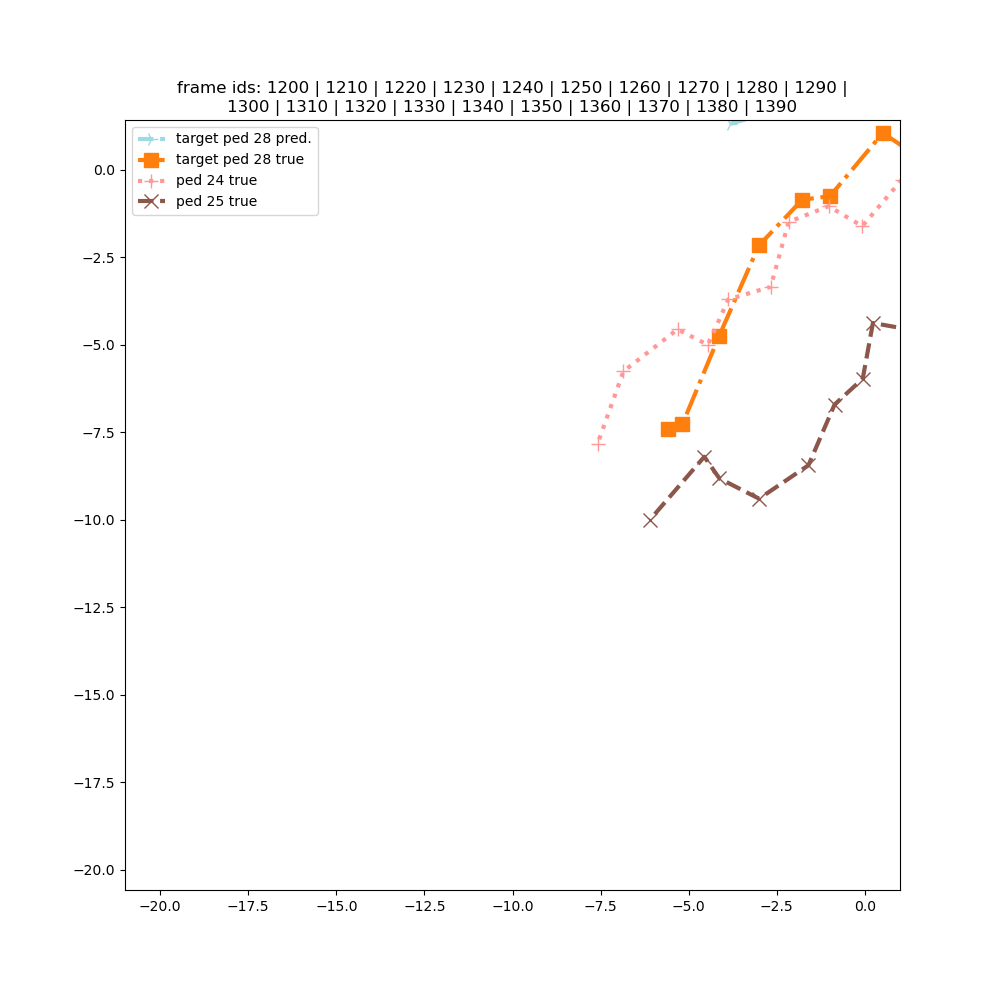 frame ids: 1200 | 1210 | 1220 | 1230 | 1240 | 1250 | 1260 | 1270 | 1280 | 1290 |
1300 | 1310 | 1320 | 1330 | 1340 | 1350 | 1360 | 1370 | 1380 | 1390
target ped 28 pred.
target ped 28 true
ped 24 true
ped 25 true
0.0
−2.5
−5.0
−7.5
−10.0
−12.5
−15.0
−17.5
−20.0
−20.0 −17.5 −15.0 −12.5 −10.0 −7.5 −5.0 −2.5 0.0